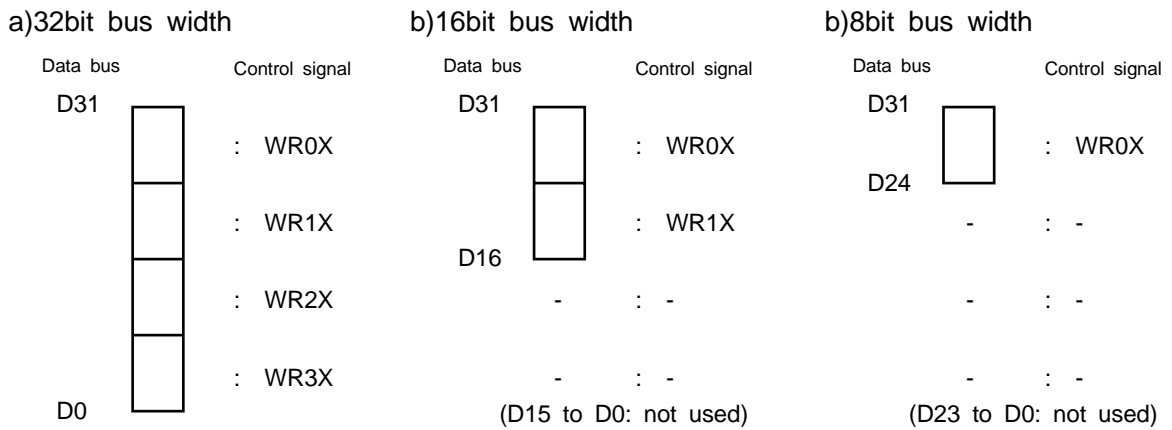 a)32bit bus width b)16bit bus width b)8bit bus width
Data bus Control signal Data bus Control signal Data bus Control signal
D31 D31 D31
: WR0X : WR0X : WR0X
D24
: WR1X : WR1X - : -
D16
: WR2X - : - - : -
: WR3X - : - - : -
D0 (D15 to D0: not used) (D23 to D0: not used)